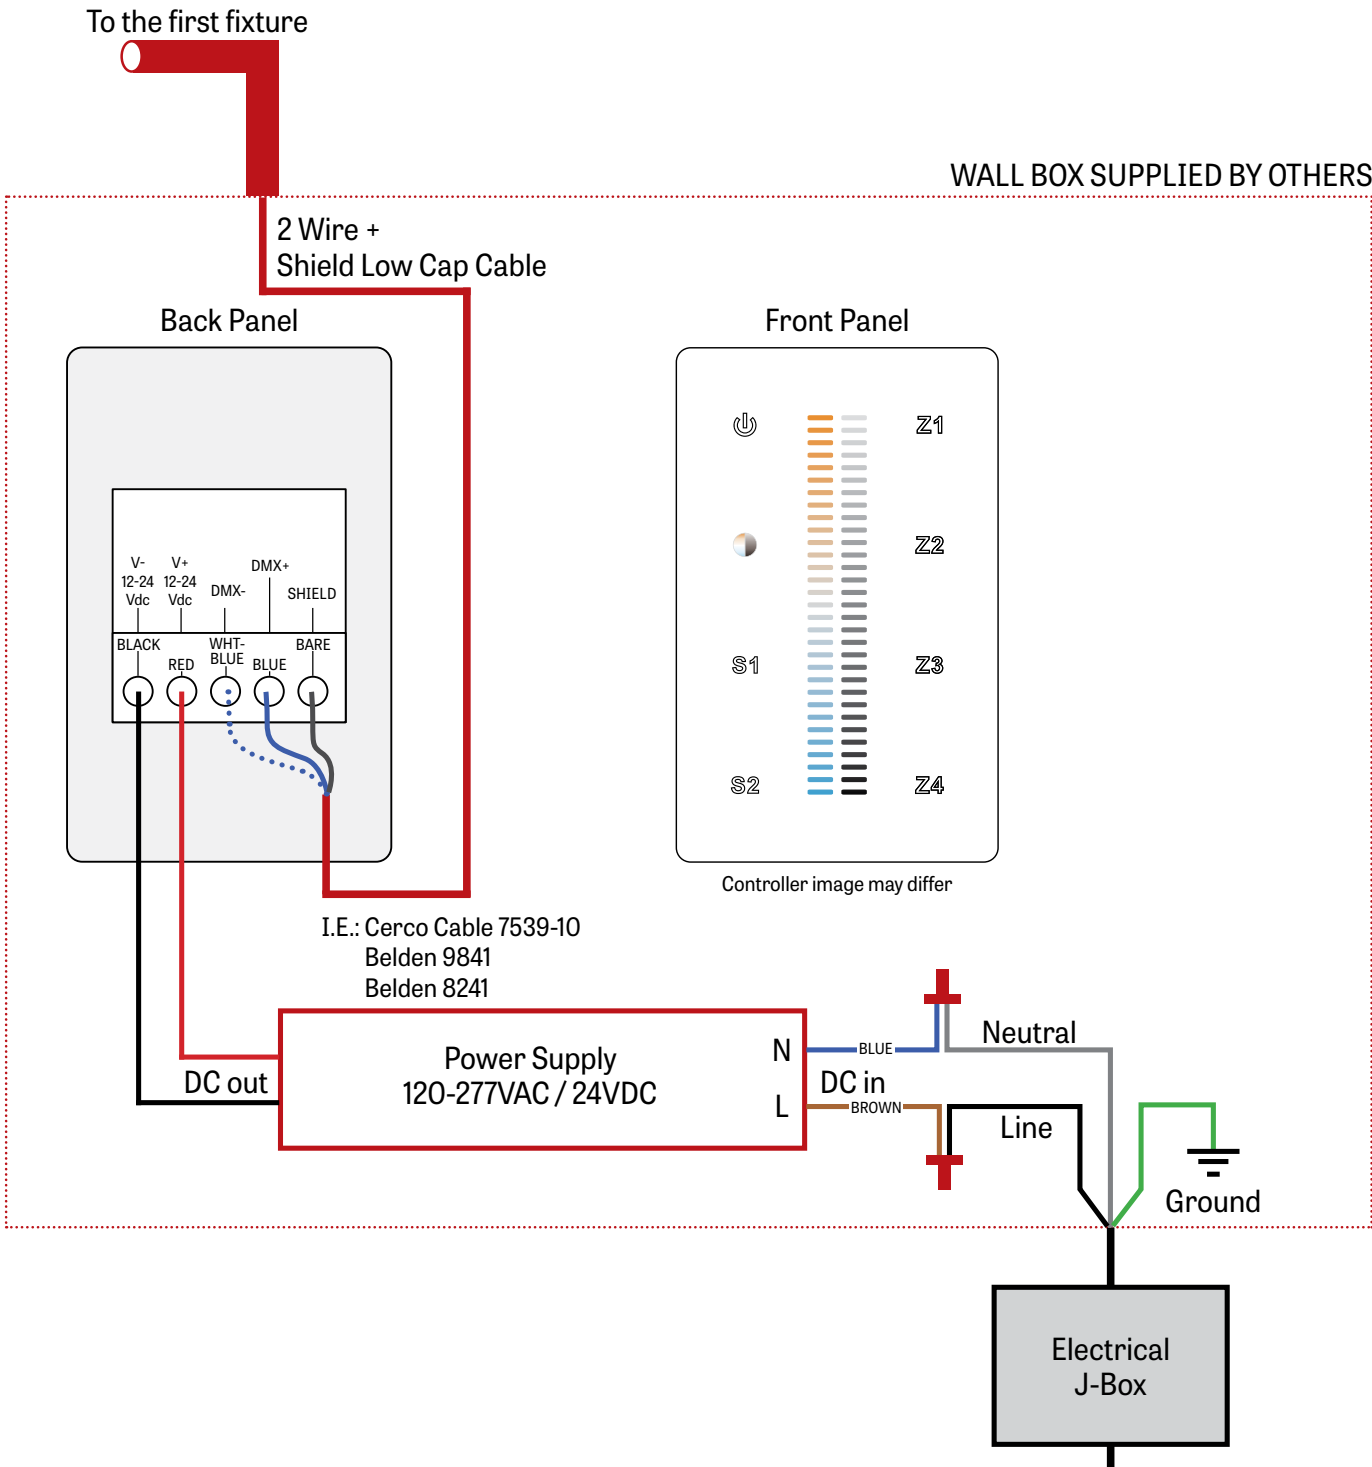 To the first fixture
WALL BOX SUPPLIED BY OTHERS
2 Wire +
Shield Low Cap Cable
Back Panel
Front Panel
V-
12-24
Vdc
V+
12-24
Vdc
DMX-
DMX+
SHIELD
BLACK
RED
WHT-
BLUE
BLUE
BARE
Z1
Z2
S1
Z3
S2
Z4
Controller image may differ
I.E.: Cerco Cable 7539-10
Belden 9841
Belden 8241
Power Supply
120-277VAC / 24VDC
DC out
N
L
BLUE
DC in
BROWN
Neutral
Line
Ground
Electrical
J-Box